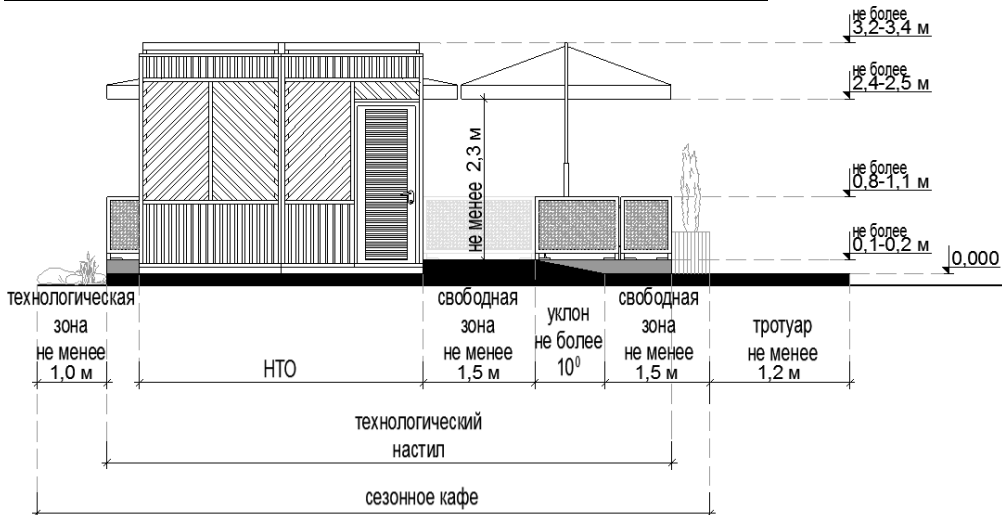 не более
3,2-3,4 м
не более
2,4-2,5 м
не менее 2,3 м
не более
0,8-1,1 м
не более
0,1-0,2 м
0,000
технологическая
зона
не менее
1,0 м
НТО
свободная
зона
не менее
1,5 м
уклон
не более
10⁰
свободная
зона
не менее
1,5 м
тротуар
не менее
1,2 м
технологический
настил
сезонное кафе